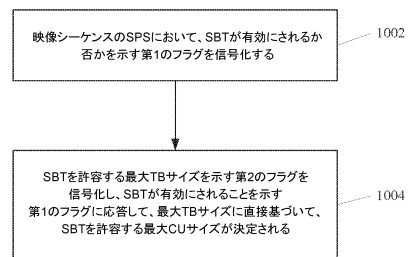 映像シーケンスのSPSにおいて、SBTが有効にされるか
否かを示す第1のフラグを信号化する
1002
SBTを許容する最大TBサイズを示す第2のフラグを
信号化し、SBTが有効にされることを示す
第1のフラグに応答して、最大TBサイズに直接基づいて、
SBTを許容する最大CUサイズが決定される
1004